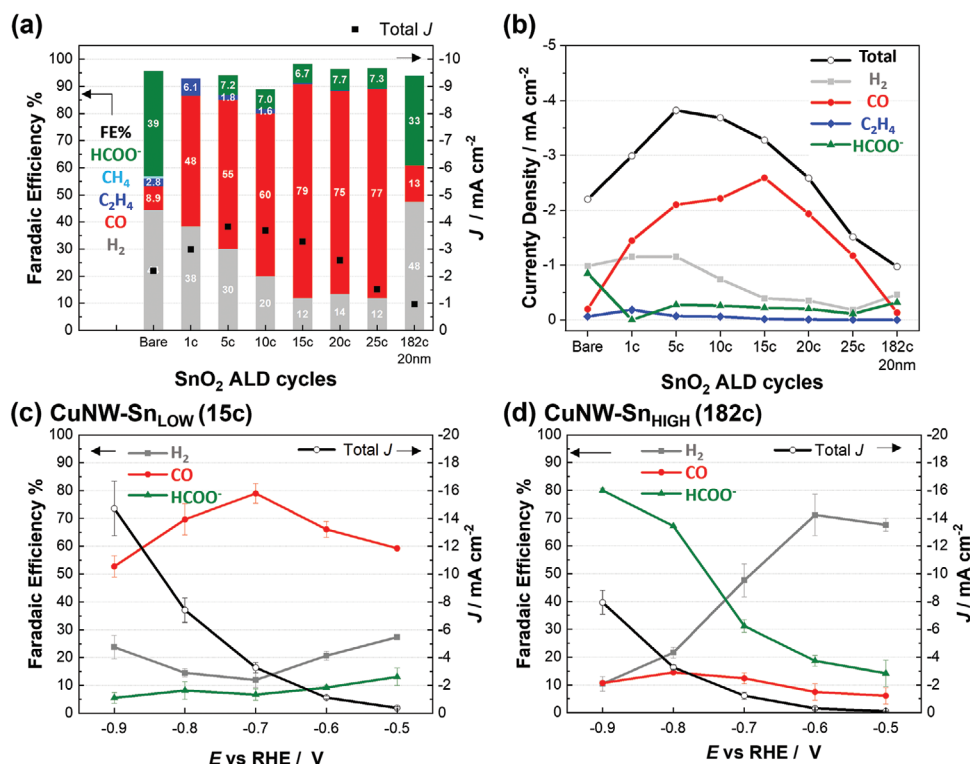 (a)
■ Total J
Faradaic Efficiency %
100
90
80
70
60
50
40
30
20
10
0
FE%
HCOO⁻
CH₄
C₂H₄
CO
H₂
39
2.8
8.9
6.1
48
38
7.2
1.8
55
30
7.0
1.6
60
20
6.7
79
12
7.7
75
14
7.3
77
12
33
13
48
-10
-9
-8
-7
-6
-5
-4
-3
-2
-1
0
J / mA cm⁻²
Bare 1c 5c 10c 15c 20c 25c 182c
20nm
SnO₂ ALD cycles
(b)
Currenty Density / mA cm⁻²
-5
-4
-3
-2
-1
0
Total
H₂
CO
C₂H₄
HCOO⁻
Bare 1c 5c 10c 15c 20c 25c 182c
20nm
SnO₂ ALD cycles
(c) CuNW-Sn_LOW (15c)
Faradaic Efficiency %
100
90
80
70
60
50
40
30
20
10
0
H₂
CO
HCOO⁻
Total J
-20
-18
-16
-14
-12
-10
-8
-6
-4
-2
0
J / mA cm⁻²
-0.9 -0.8 -0.7 -0.6 -0.5
E vs RHE / V
(d) CuNW-Sn_HIGH (182c)
Faradaic Efficiency %
100
90
80
70
60
50
40
30
20
10
0
H₂
CO
HCOO⁻
Total J
-20
-18
-16
-14
-12
-10
-8
-6
-4
-2
0
J / mA cm⁻²
-0.9 -0.8 -0.7 -0.6 -0.5
E vs RHE / V